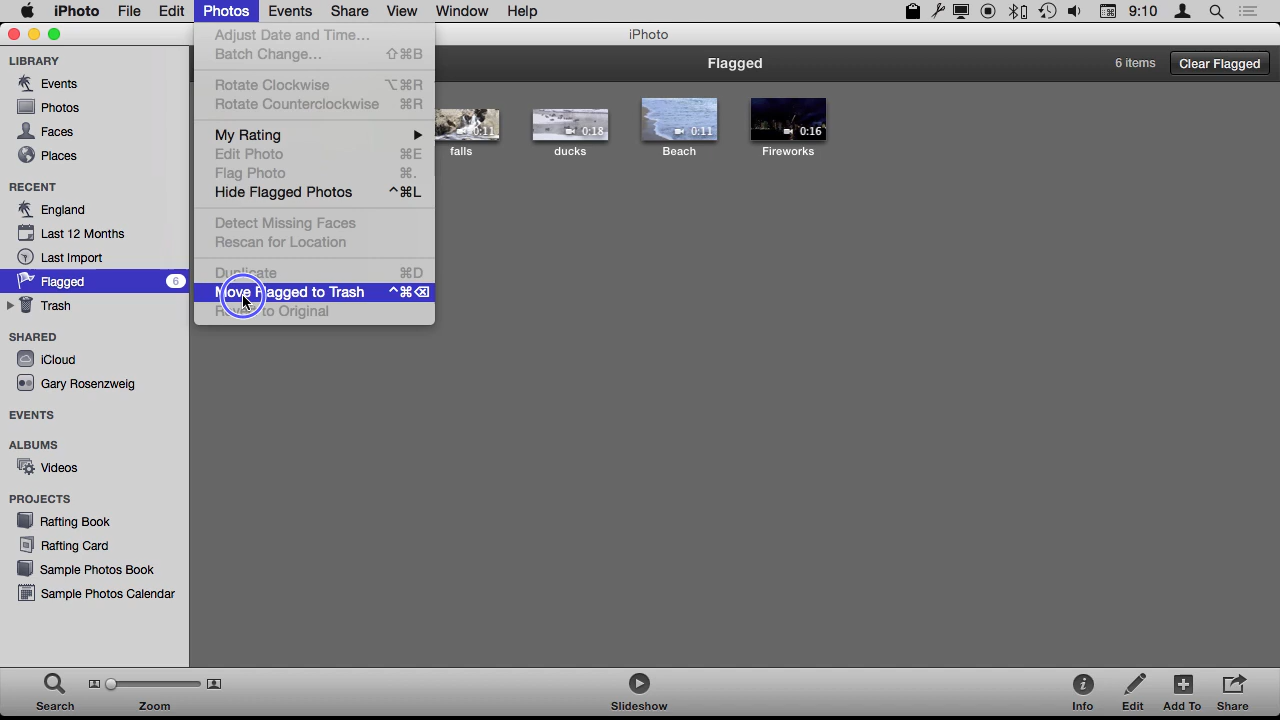 iPhoto File Edit Photos Events Share View Window Help 9:10
iPhoto
LIBRARY
Events
Photos
Faces
Places
RECENT
England
Last 12 Months
Last Import
Flagged 6
Trash
SHARED
iCloud
Gary Rosenzweig
EVENTS
ALBUMS
Videos
PROJECTS
Rafting Book
Rafting Card
Sample Photos Book
Sample Photos Calendar
Adjust Date and Time...
Batch Change... ⇧⌘B
Rotate Clockwise ⌥⌘R
Rotate Counterclockwise ⌘R
My Rating ▶
Edit Photo ⌘E
Flag Photo ⌘.
Hide Flagged Photos ^⌘L
Detect Missing Faces
Rescan for Location
Duplicate ⌘D
Move Flagged to Trash ^⌘⌫
Revert to Original
Flagged 6 items Clear Flagged
0:11 0:18 0:11 0:16
falls ducks Beach Fireworks
Search Zoom Slideshow Info Edit Add To Share